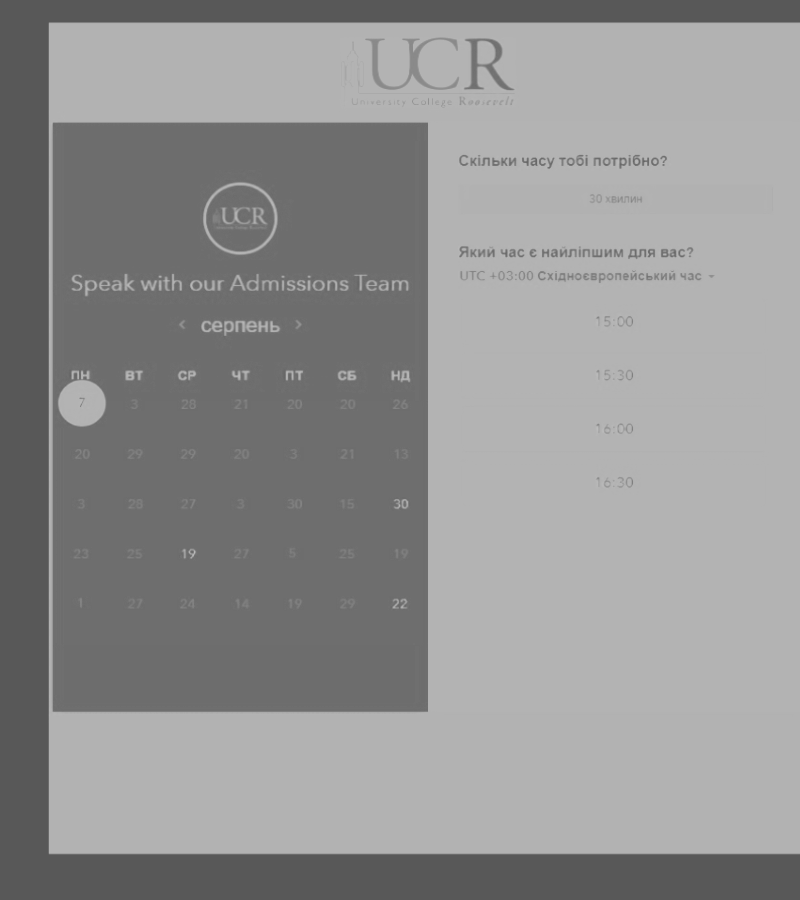 UCR
University College Roosevelt
UCR
Speak with our Admissions Team
‹ серпень ›
ПН ВТ СР ЧТ ПТ СБ НД
7 3 28 21 20 20 26
20 29 29 20 3 21 13
3 28 27 3 30 15 30
23 25 19 27 5 25 19
1 27 24 14 19 29 22
Скільки часу тобі потрібно?
30 хвилин
Який час є найліпшим для вас?
UTC +03:00 Східноєвропейський час
15:00
15:30
16:00
16:30